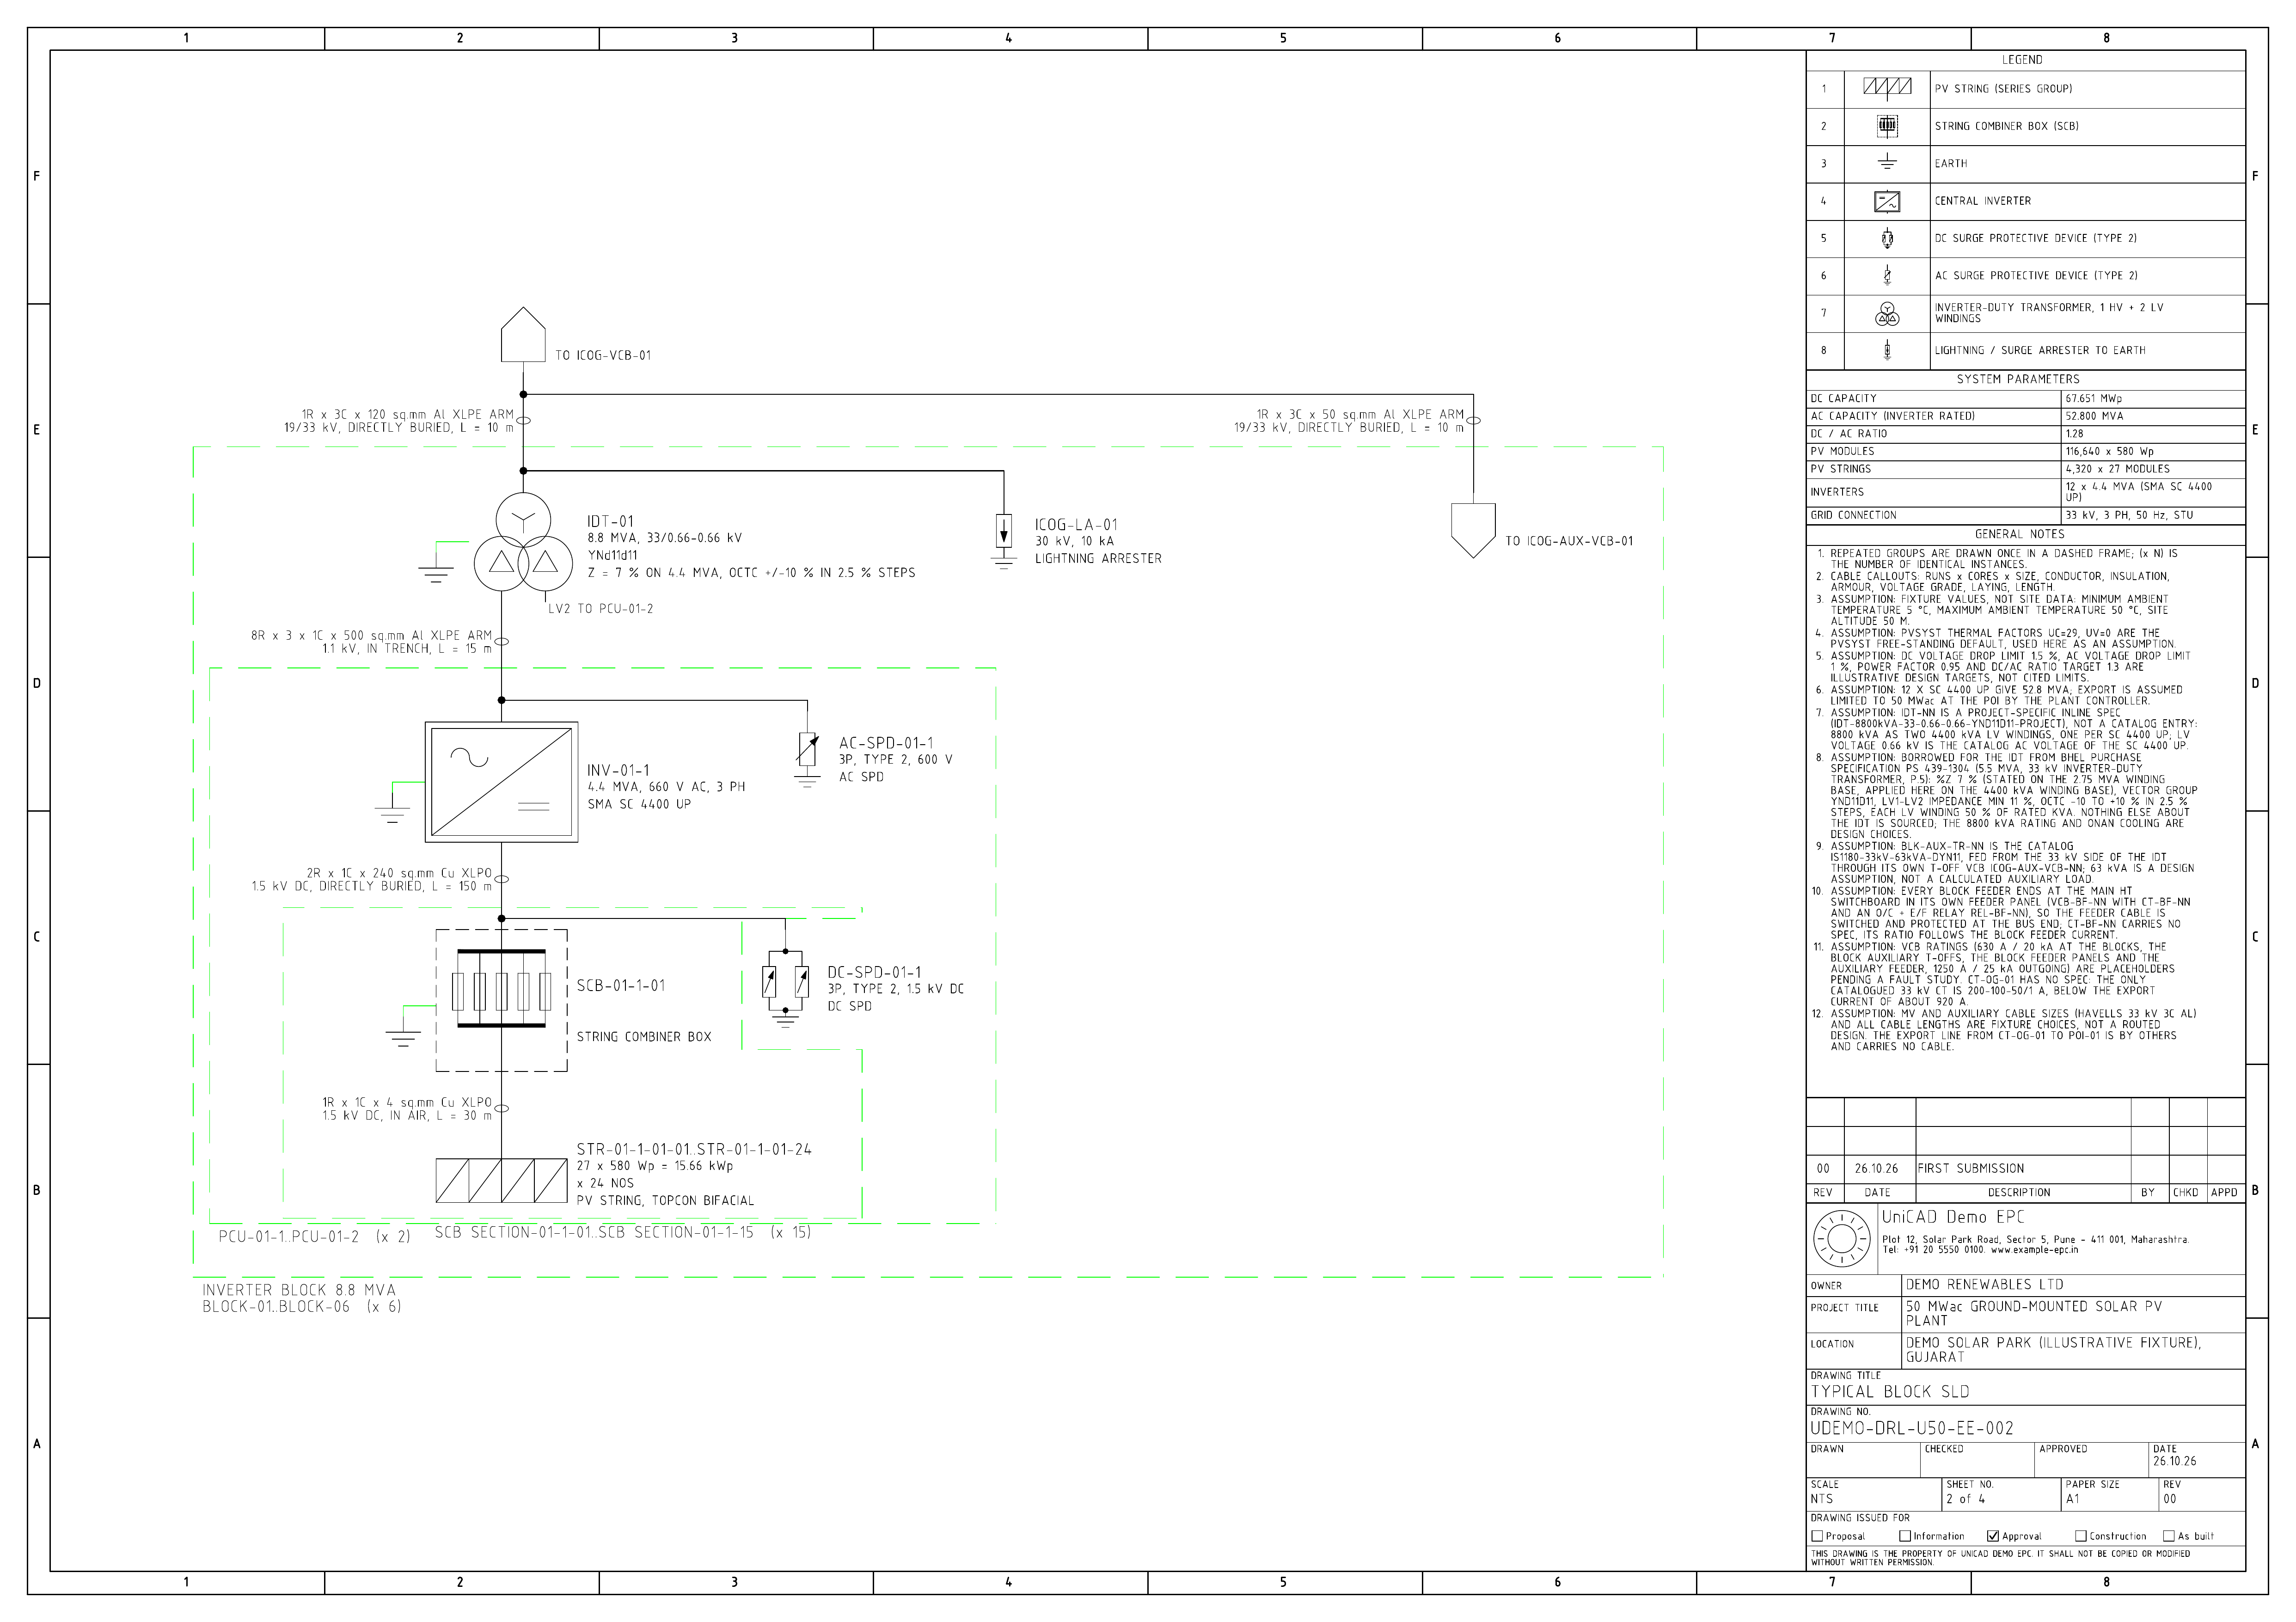 1 2 3 4 5 6 7 8
F
E
D
C
B
A
TO ICOG-VCB-01
1R x 3C x 120 sq.mm Al XLPE ARM
19/33 kV, DIRECTLY BURIED, L = 10 m
1R x 3C x 50 sq.mm Al XLPE ARM
19/33 kV, DIRECTLY BURIED, L = 10 m
IDT-01
8.8 MVA, 33/0.66-0.66 kV
YNd11d11
Z = 7 % ON 4.4 MVA, OCTC +/-10 % IN 2.5 % STEPS
LV2 TO PCU-01-2
ICOG-LA-01
30 kV, 10 kA
LIGHTNING ARRESTER
TO ICOG-AUX-VCB-01
8R x 3 x 1C x 500 sq.mm Al XLPE ARM
1.1 kV, IN TRENCH, L = 15 m
AC-SPD-01-1
3P, TYPE 2, 600 V
AC SPD
INV-01-1
4.4 MVA, 660 V AC, 3 PH
SMA SC 4400 UP
2R x 1C x 240 sq.mm Cu XLPO
1.5 kV DC, DIRECTLY BURIED, L = 150 m
SCB-01-1-01
STRING COMBINER BOX
DC-SPD-01-1
3P, TYPE 2, 1.5 kV DC
DC SPD
1R x 1C x 4 sq.mm Cu XLPO
1.5 kV DC, IN AIR, L = 30 m
STR-01-1-01-01..STR-01-1-01-24
27 x 580 Wp = 15.66 kWp
x 24 NOS
PV STRING, TOPCON BIFACIAL
PCU-01-1..PCU-01-2 (x 2)
SCB SECTION-01-1-01..SCB SECTION-01-1-15 (x 15)
INVERTER BLOCK 8.8 MVA
BLOCK-01..BLOCK-06 (x 6)
LEGEND
1 PV STRING (SERIES GROUP)
2 STRING COMBINER BOX (SCB)
3 EARTH
4 CENTRAL INVERTER
5 DC SURGE PROTECTIVE DEVICE (TYPE 2)
6 AC SURGE PROTECTIVE DEVICE (TYPE 2)
7 INVERTER-DUTY TRANSFORMER, 1 HV + 2 LV
WINDINGS
8 LIGHTNING / SURGE ARRESTER TO EARTH
SYSTEM PARAMETERS
DC CAPACITY 67.651 MWp
AC CAPACITY (INVERTER RATED) 52.800 MVA
DC / AC RATIO 1.28
PV MODULES 116,640 x 580 Wp
PV STRINGS 4,320 x 27 MODULES
INVERTERS 12 x 4.4 MVA (SMA SC 4400
UP)
GRID CONNECTION 33 kV, 3 PH, 50 Hz, STU
GENERAL NOTES
1. REPEATED GROUPS ARE DRAWN ONCE IN A DASHED FRAME; (x N) IS
THE NUMBER OF IDENTICAL INSTANCES.
2. CABLE CALLOUTS: RUNS x CORES x SIZE, CONDUCTOR, INSULATION,
ARMOUR, VOLTAGE GRADE, LAYING, LENGTH.
3. ASSUMPTION: FIXTURE VALUES, NOT SITE DATA: MINIMUM AMBIENT
TEMPERATURE 5 °C, MAXIMUM AMBIENT TEMPERATURE 50 °C, SITE
ALTITUDE 50 M.
4. ASSUMPTION: PVSYST THERMAL FACTORS UC=29, UV=0 ARE THE
PVSYST FREE-STANDING DEFAULT, USED HERE AS AN ASSUMPTION.
5. ASSUMPTION: DC VOLTAGE DROP LIMIT 1.5 %, AC VOLTAGE DROP LIMIT
1 %, POWER FACTOR 0.95 AND DC/AC RATIO TARGET 1.3 ARE
ILLUSTRATIVE DESIGN TARGETS, NOT CITED LIMITS.
6. ASSUMPTION: 12 X SC 4400 UP GIVE 52.8 MVA; EXPORT IS ASSUMED
LIMITED TO 50 MWac AT THE POI BY THE PLANT CONTROLLER.
7. ASSUMPTION: IDT-NN IS A PROJECT-SPECIFIC INLINE SPEC
(IDT-8800kVA-33-0.66-0.66-YND11D11-PROJECT), NOT A CATALOG ENTRY:
8800 kVA AS TWO 4400 kVA LV WINDINGS, ONE PER SC 4400 UP; LV
VOLTAGE 0.66 kV IS THE CATALOG AC VOLTAGE OF THE SC 4400 UP.
8. ASSUMPTION: BORROWED FOR THE IDT FROM BHEL PURCHASE
SPECIFICATION PS 439-1304 (5.5 MVA, 33 kV INVERTER-DUTY
TRANSFORMER, P.5): %Z 7 % (STATED ON THE 2.75 MVA WINDING
BASE, APPLIED HERE ON THE 4400 kVA WINDING BASE), VECTOR GROUP
YND11D11, LV1-LV2 IMPEDANCE MIN 11 %, OCTC -10 TO +10 % IN 2.5 %
STEPS, EACH LV WINDING 50 % OF RATED KVA. NOTHING ELSE ABOUT
THE IDT IS SOURCED; THE 8800 kVA RATING AND ONAN COOLING ARE
DESIGN CHOICES.
9. ASSUMPTION: BLK-AUX-TR-NN IS THE CATALOG
IS1180-33kV-63kVA-DYN11, FED FROM THE 33 kV SIDE OF THE IDT
THROUGH ITS OWN T-OFF VCB ICOG-AUX-VCB-NN; 63 kVA IS A DESIGN
ASSUMPTION, NOT A CALCULATED AUXILIARY LOAD.
10. ASSUMPTION: EVERY BLOCK FEEDER ENDS AT THE MAIN HT
SWITCHBOARD IN ITS OWN FEEDER PANEL (VCB-BF-NN WITH CT-BF-NN
AND AN O/C + E/F RELAY REL-BF-NN), SO THE FEEDER CABLE IS
SWITCHED AND PROTECTED AT THE BUS END; CT-BF-NN CARRIES NO
SPEC, ITS RATIO FOLLOWS THE BLOCK FEEDER CURRENT.
11. ASSUMPTION: VCB RATINGS (630 A / 20 kA AT THE BLOCKS, THE
BLOCK AUXILIARY T-OFFS, THE BLOCK FEEDER PANELS AND THE
AUXILIARY FEEDER, 1250 A / 25 kA OUTGOING) ARE PLACEHOLDERS
PENDING A FAULT STUDY. CT-OG-01 HAS NO SPEC: THE ONLY
CATALOGUED 33 kV CT IS 200-100-50/1 A, BELOW THE EXPORT
CURRENT OF ABOUT 920 A.
12. ASSUMPTION: MV AND AUXILIARY CABLE SIZES (HAVELLS 33 kV 3C AL)
AND ALL CABLE LENGTHS ARE FIXTURE CHOICES, NOT A ROUTED
DESIGN. THE EXPORT LINE FROM CT-OG-01 TO POI-01 IS BY OTHERS
AND CARRIES NO CABLE.
00 26.10.26 FIRST SUBMISSION
REV DATE DESCRIPTION BY CHKD APPD
UniCAD Demo EPC
Plot 12, Solar Park Road, Sector 5, Pune - 411 001, Maharashtra.
Tel: +91 20 5550 0100. www.example-epc.in
OWNER DEMO RENEWABLES LTD
PROJECT TITLE 50 MWac GROUND-MOUNTED SOLAR PV
PLANT
LOCATION DEMO SOLAR PARK (ILLUSTRATIVE FIXTURE),
GUJARAT
DRAWING TITLE
TYPICAL BLOCK SLD
DRAWING NO.
UDEMO-DRL-U50-EE-002
DRAWN CHECKED APPROVED DATE
26.10.26
SCALE SHEET NO. PAPER SIZE REV
NTS 2 of 4 A1 00
DRAWING ISSUED FOR
Proposal Information Approval Construction As built
THIS DRAWING IS THE PROPERTY OF UNICAD DEMO EPC. IT SHALL NOT BE COPIED OR MODIFIED
WITHOUT WRITTEN PERMISSION.
F
E
D
C
B
A
1 2 3 4 5 6 7 8